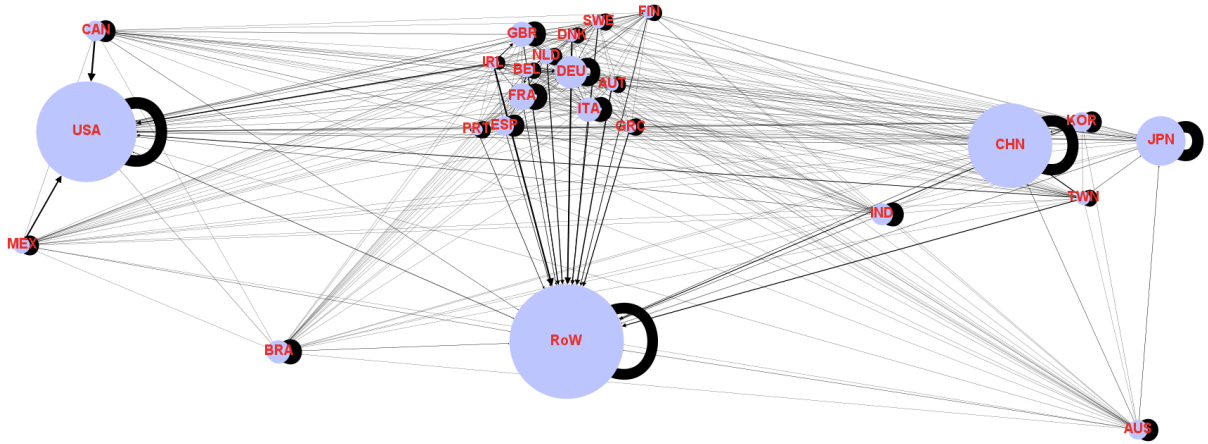 FIN
SWE
CAN
GBR
DNK
NLD
IRL
BEL
DEU
AUT
FRA
ITA
KOR
USA
PRT
ESP
GRC
CHN
JPN
TWN
IND
MEX
RoW
BRA
AUS